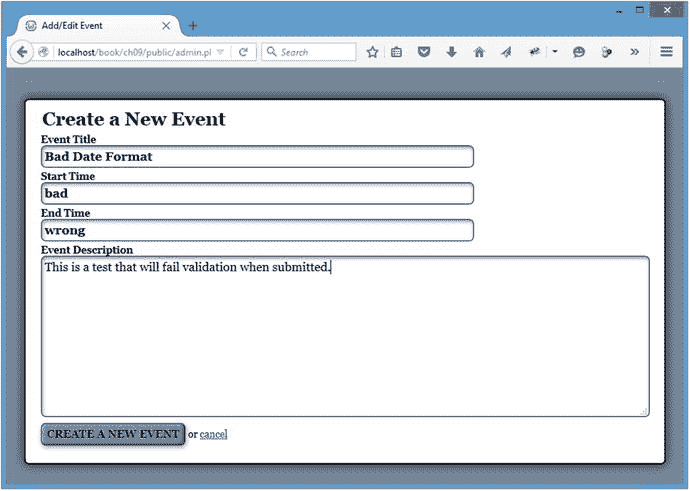 Add/Edit Event
localhost/book/ch09/public/admin.pl
Search
Create a New Event
Event Title
Bad Date Format
Start Time
bad
End Time
wrong
Event Description
This is a test that will fail validation when submitted.
CREATE A NEW EVENT or cancel